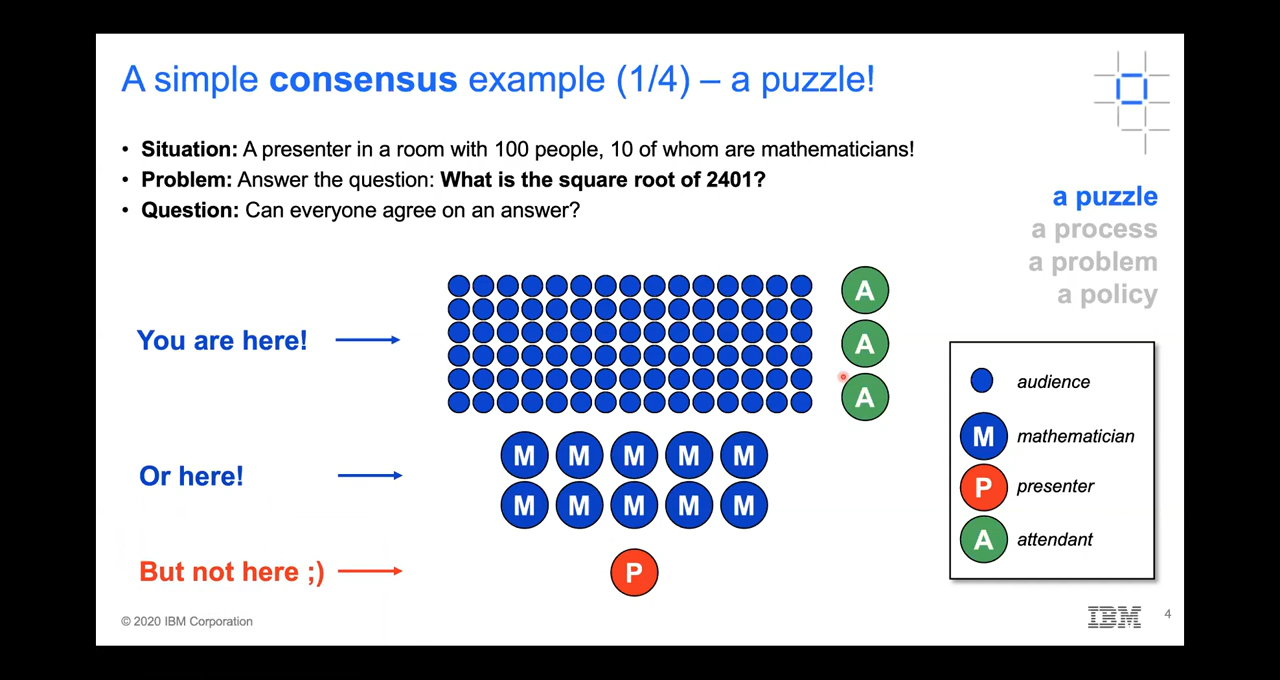 A simple consensus example (1/4) – a puzzle!
• Situation: A presenter in a room with 100 people, 10 of whom are mathematicians!
• Problem: Answer the question: What is the square root of 2401?
• Question: Can everyone agree on an answer?
a puzzle
a process
a problem
a policy
You are here!
A
A
A
Or here!
M M M M M
M M M M M
But not here ;)
P
audience
M mathematician
P presenter
A attendant
© 2020 IBM Corporation
IBM
4